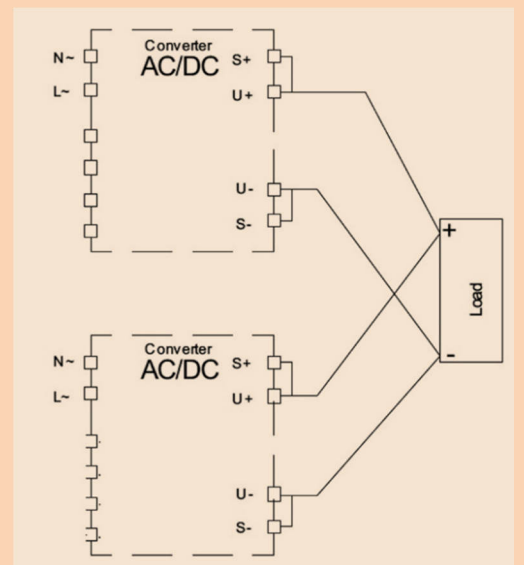 Converter
AC/DC
N~
L~
S+
U+
U-
S-
+
-
Load
Converter
AC/DC
N~
L~
S+
U+
U-
S-